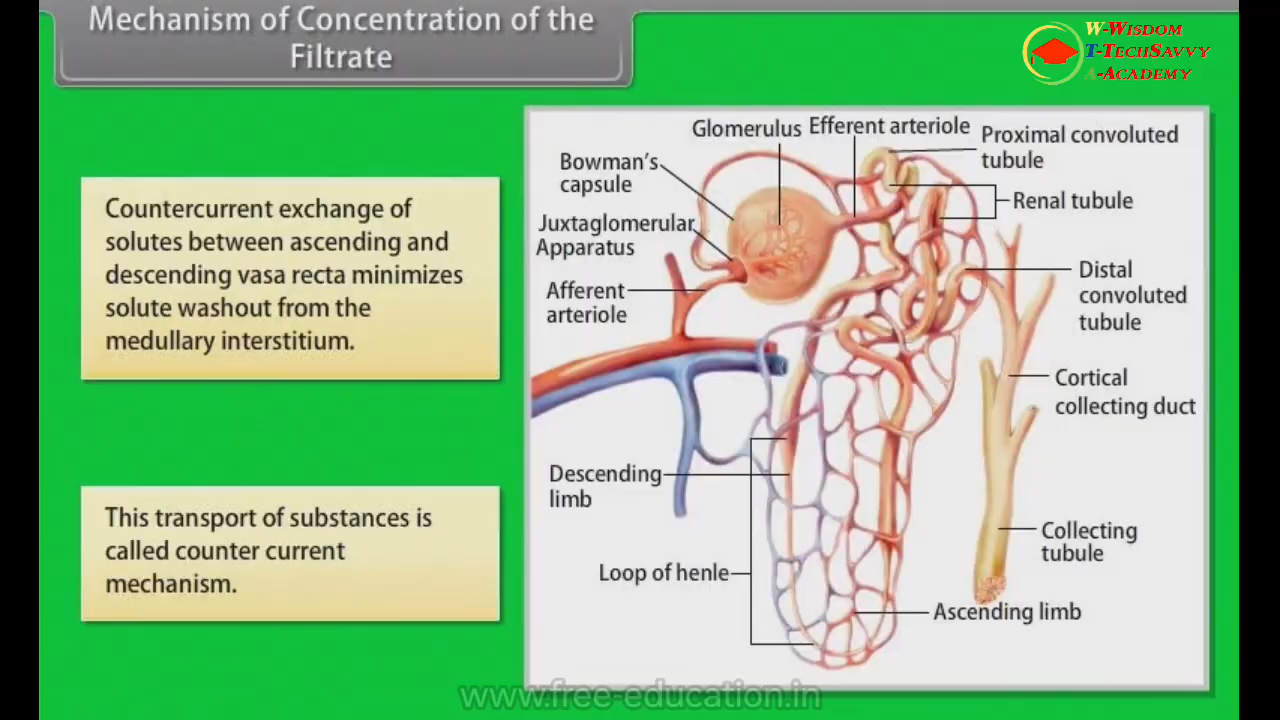 Mechanism of Concentration of the
Filtrate
W-Wisdom
T-TechSavvy
A-Academy
Countercurrent exchange of
solutes between ascending and
descending vasa recta minimizes
solute washout from the
medullary interstitium.
This transport of substances is
called counter current
mechanism.
Glomerulus
Efferent arteriole
Proximal convoluted
tubule
Bowman's
capsule
Renal tubule
Juxtaglomerular
Apparatus
Distal
convoluted
tubule
Afferent
arteriole
Cortical
collecting duct
Descending
limb
Collecting
tubule
Loop of henle
Ascending limb
www.free-education.in